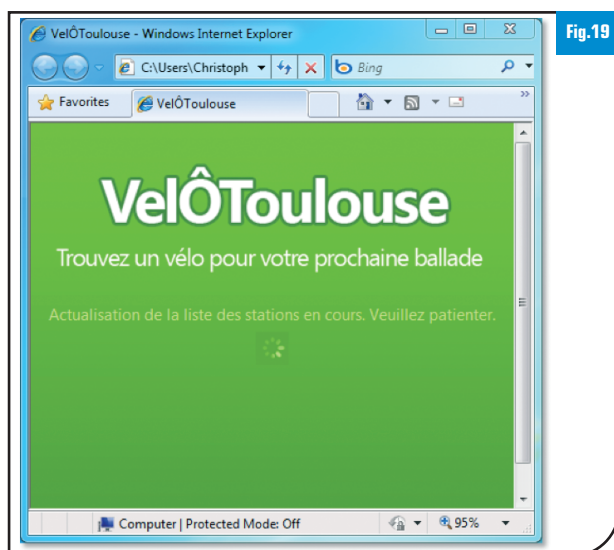 Fig.19
VelÔToulouse - Windows Internet Explorer
C:\Users\Christoph
Bing
Favorites
VelÔToulouse
VelÔToulouse
Trouvez un vélo pour votre prochaine ballade
Actualisation de la liste des stations en cours. Veuillez patienter.
Computer | Protected Mode: Off
95%